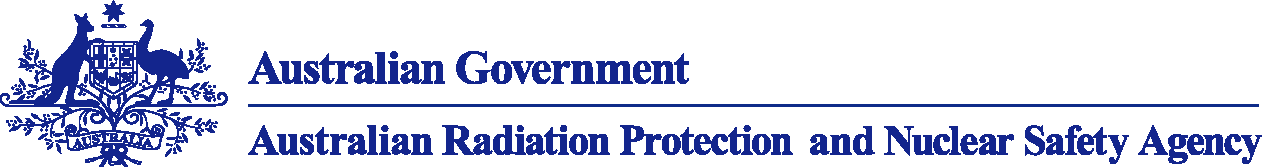 Australian Government
Australian Radiation Protection and Nuclear Safety Agency
AUSTRALIA